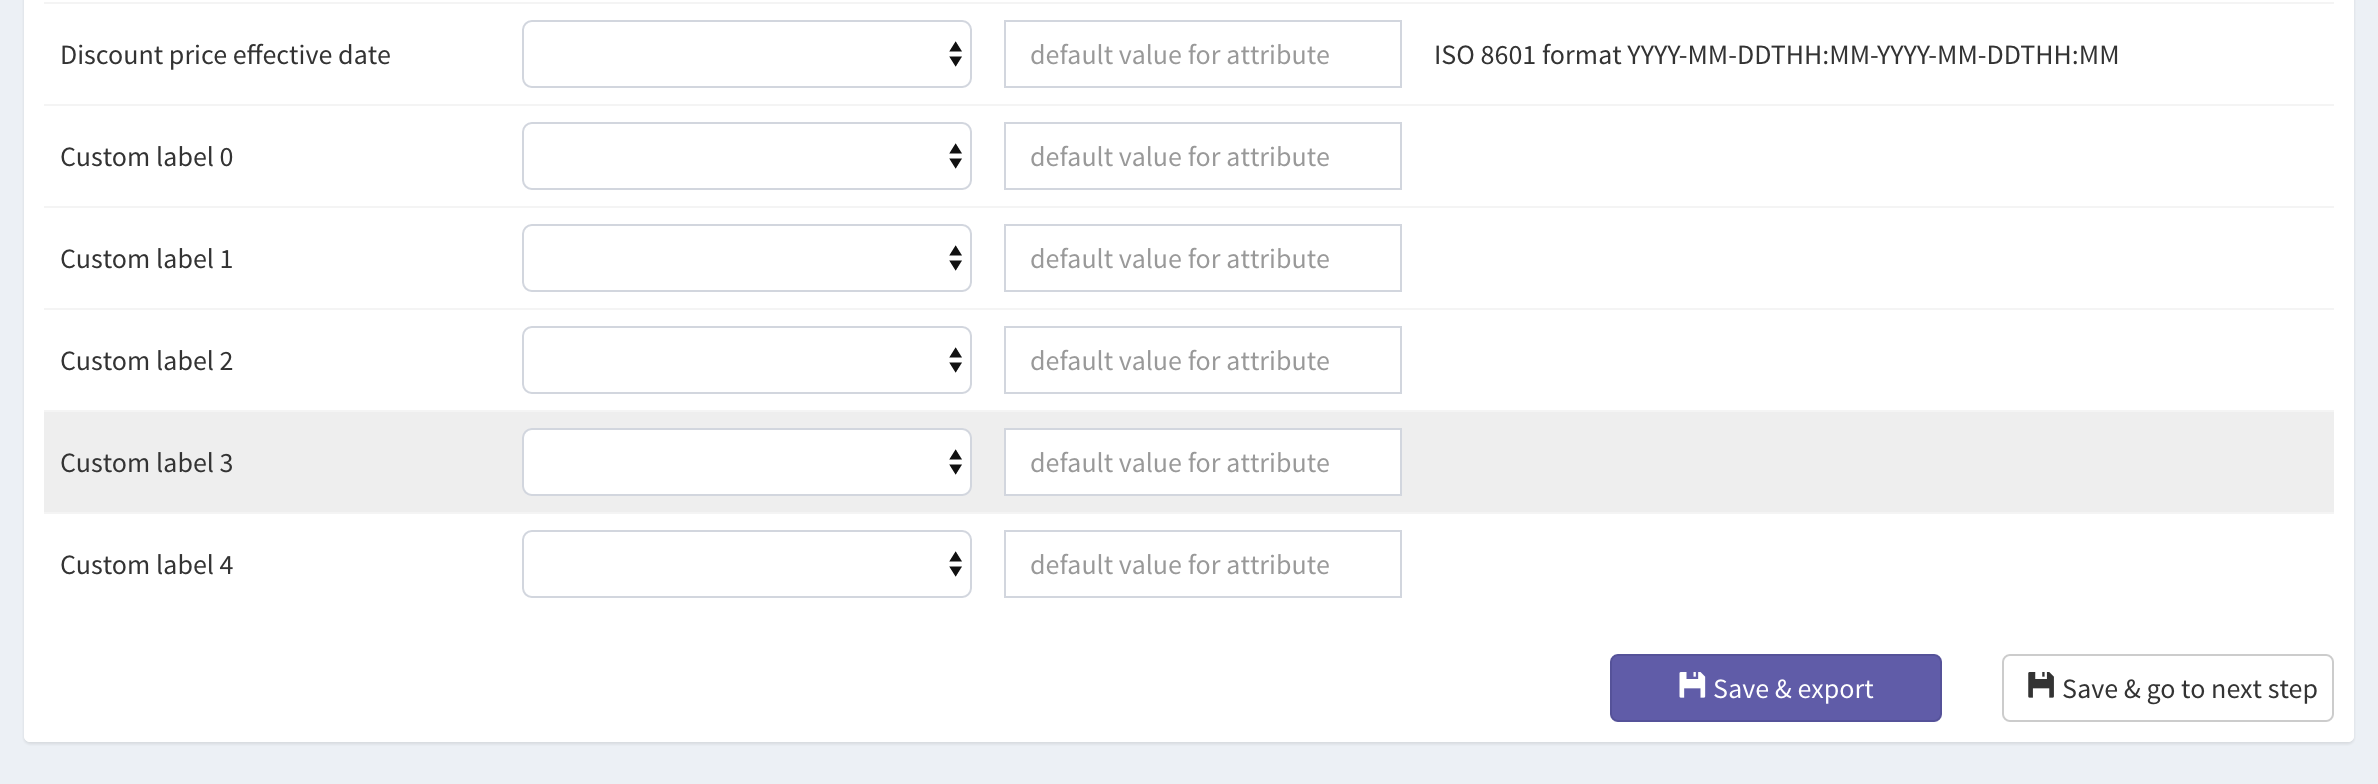 Discount price effective date default value for attribute ISO 8601 format YYYY-MM-DDTHH:MM-YYYY-MM-DDTHH:MM
Custom label 0 default value for attribute
Custom label 1 default value for attribute
Custom label 2 default value for attribute
Custom label 3 default value for attribute
Custom label 4 default value for attribute
Save & export Save & go to next step